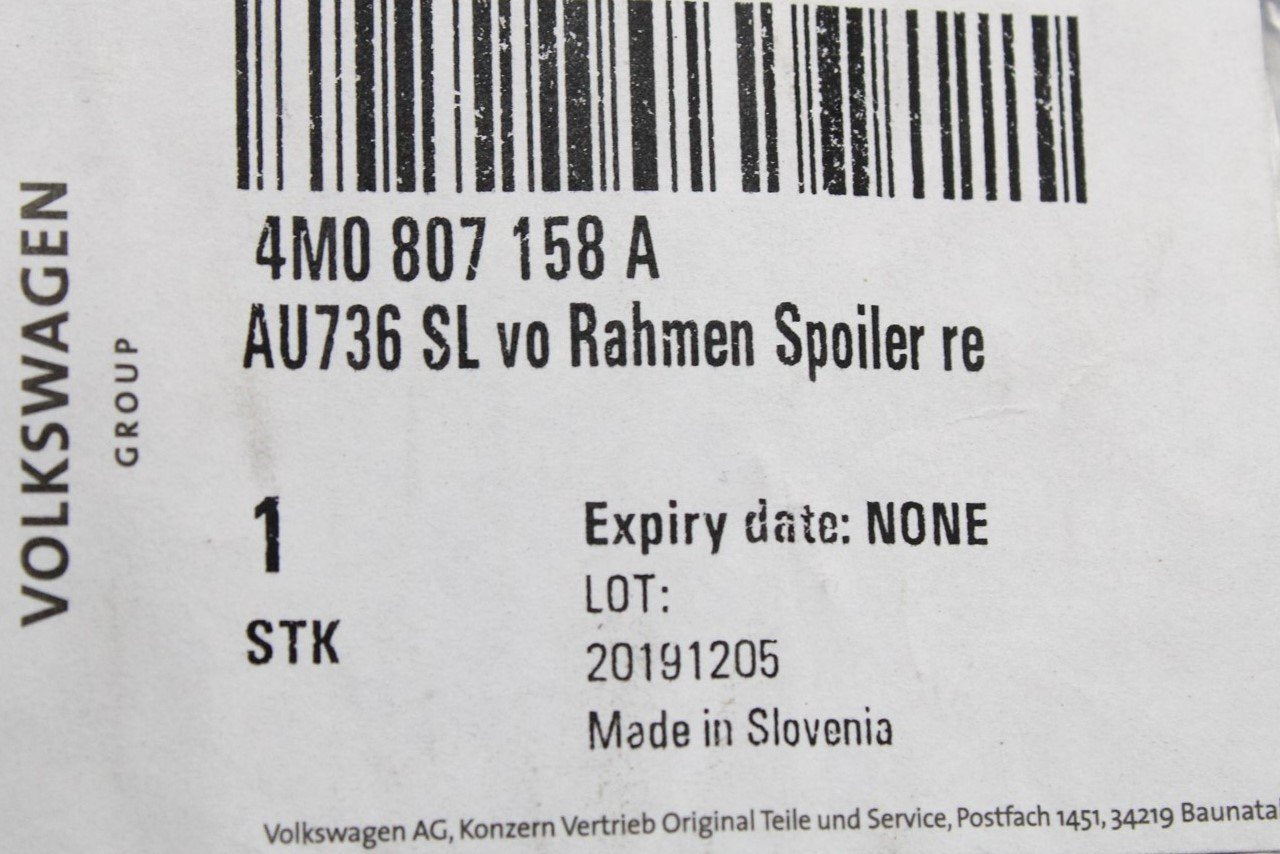 VOLKSWAGEN
GROUP
4M0 807 158 A
AU736 SL vo Rahmen Spoiler re
1
STK
Expiry date: NONE
LOT:
20191205
Made in Slovenia
Volkswagen AG, Konzern Vertrieb Original Teile und Service, Postfach 1451, 34219 Baunatal